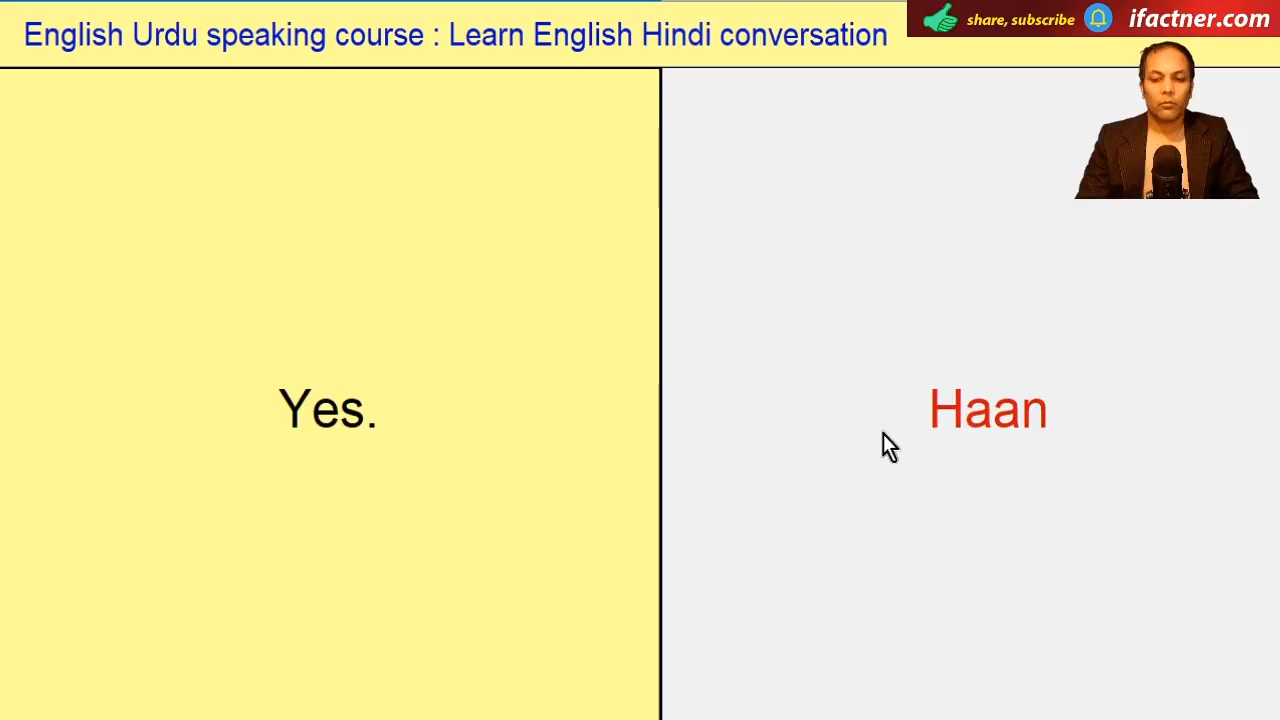 English Urdu speaking course : Learn English Hindi conversation
share, subscribe
ifactner.com
Yes.
Haan